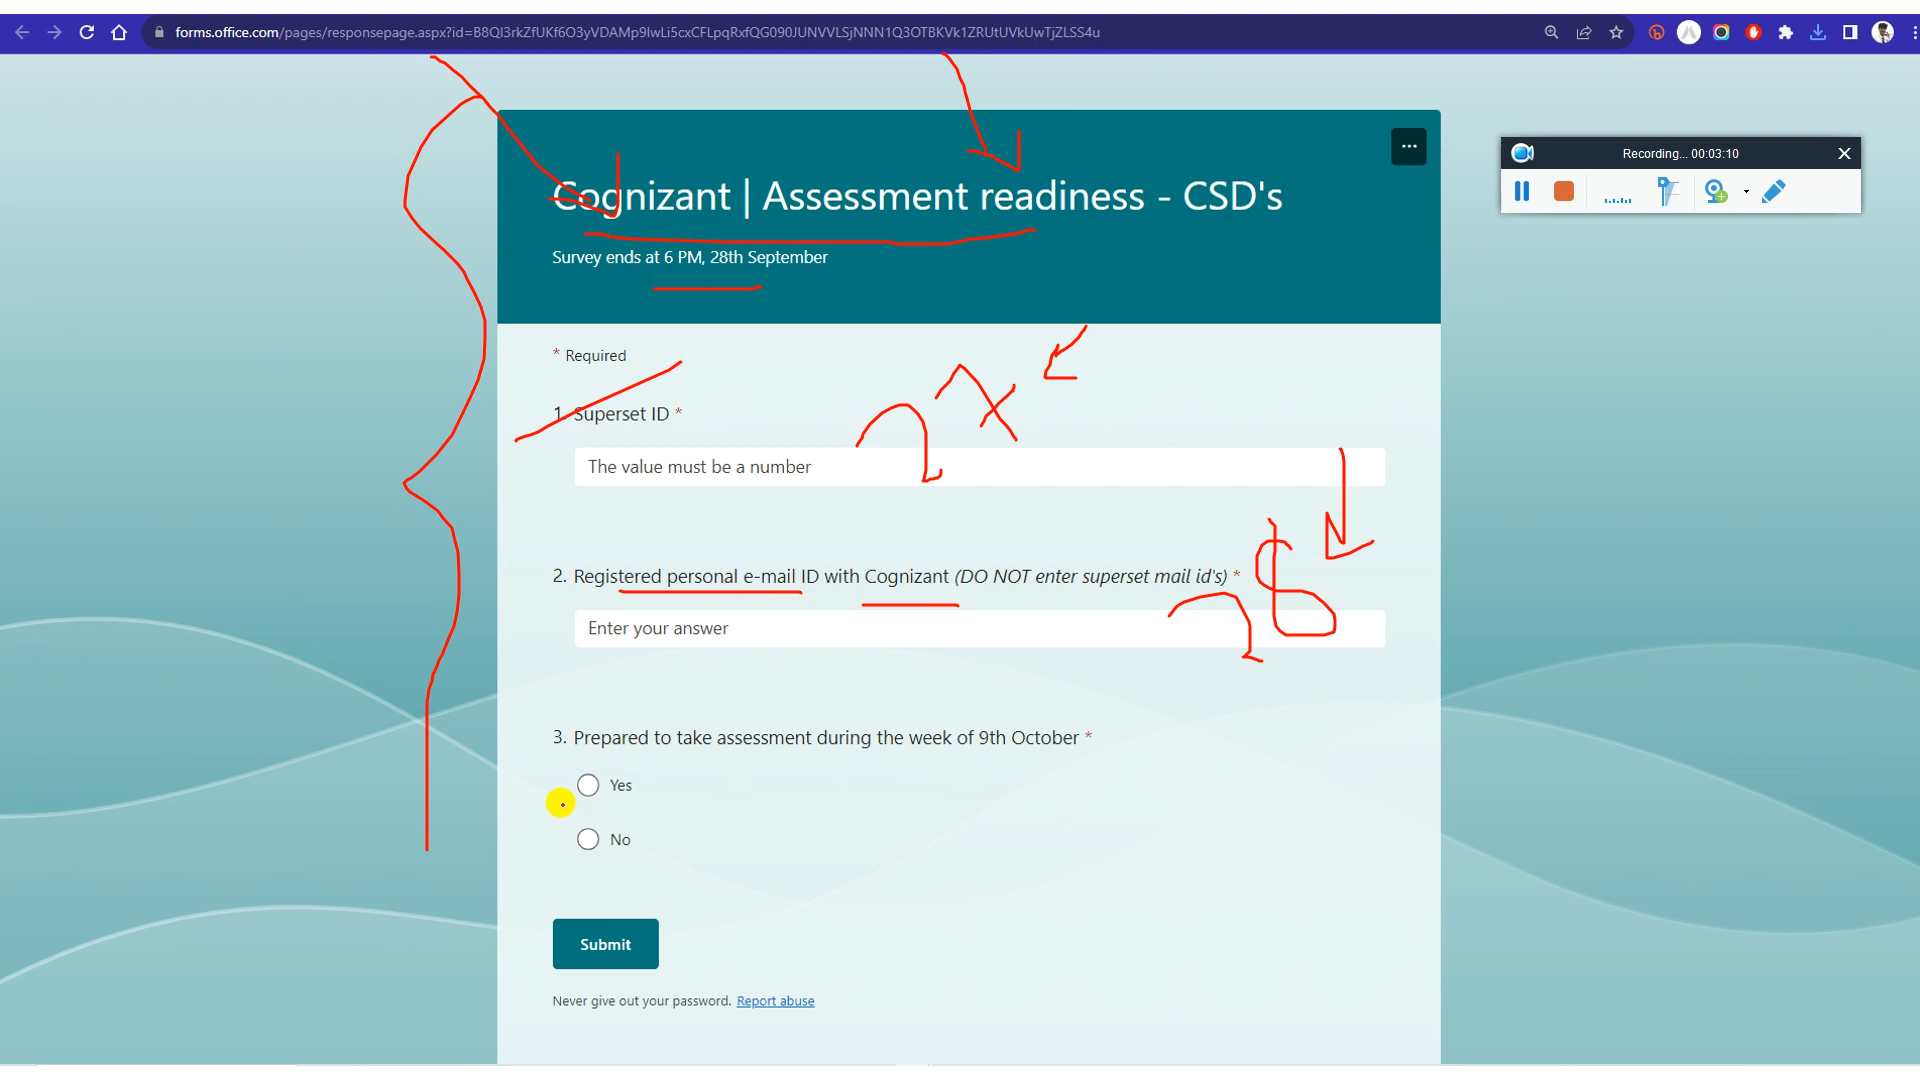 forms.office.com/pages/responsepage.aspx?id=B8QI3rkZfUKf6O3yVDAMp9IwLi5cxCFLpqRxfQG090JUNVVLSjNNN1Q3OTBKVk1ZRUtUVkUwTjZLSS4u
Recording... 00:03:10
Cognizant | Assessment readiness - CSD's
Survey ends at 6 PM, 28th September
* Required
1. Superset ID *
The value must be a number
2. Registered personal e-mail ID with Cognizant (DO NOT enter superset mail id's) *
Enter your answer
3. Prepared to take assessment during the week of 9th October *
Yes
No
Submit
Never give out your password. Report abuse